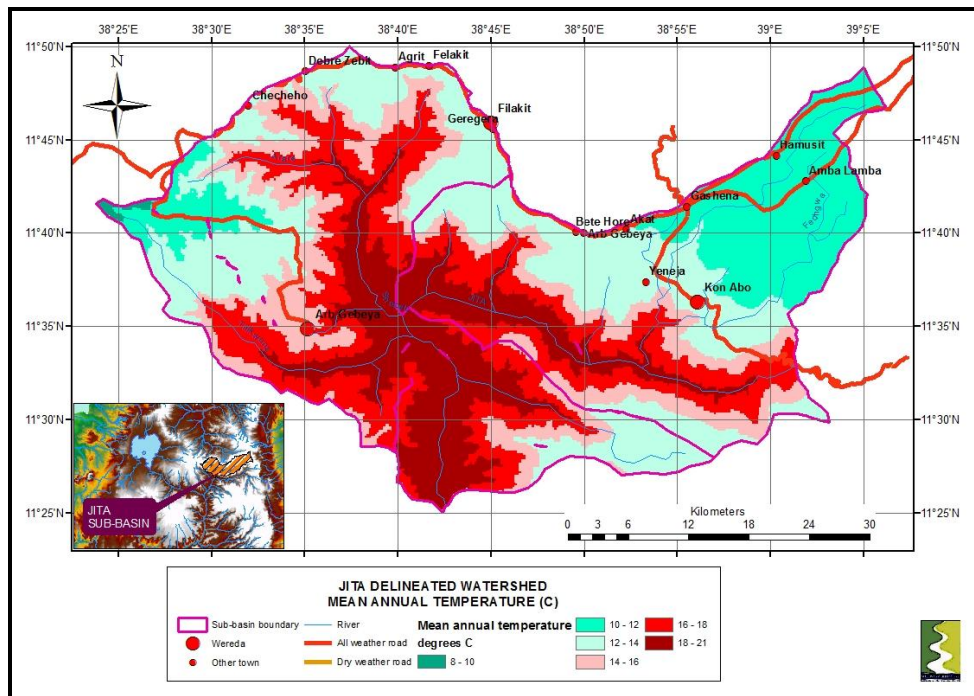 38°25'E 38°30'E 38°35'E 38°40'E 38°45'E 38°50'E 38°55'E 39°E 39°5'E
11°50'N 11°50'N
N
Debre Zebit
Agrit
Felakit
Checheho
Filakit
Geregera
11°45'N 11°45'N
Hamusit
Amba Lamba
Gashena
Bete Hore
Akat
Arb Gebeya
11°40'N 11°40'N
Yeneja
Kon Abo
JITA
Arb Gebeya
11°35'N 11°35'N
11°30'N 11°30'N
JITA
SUB-BASIN
11°25'N 11°25'N
Kilometers
0 3 6 12 18 24 30
JITA DELINEATED WATERSHED
MEAN ANNUAL TEMPERATURE (C)
Sub-basin boundary
Wereda
Other town
River
All weather road
Dry weather road
Mean annual temperature
degrees C
8 - 10
10 - 12
12 - 14
14 - 16
16 - 18
18 - 21